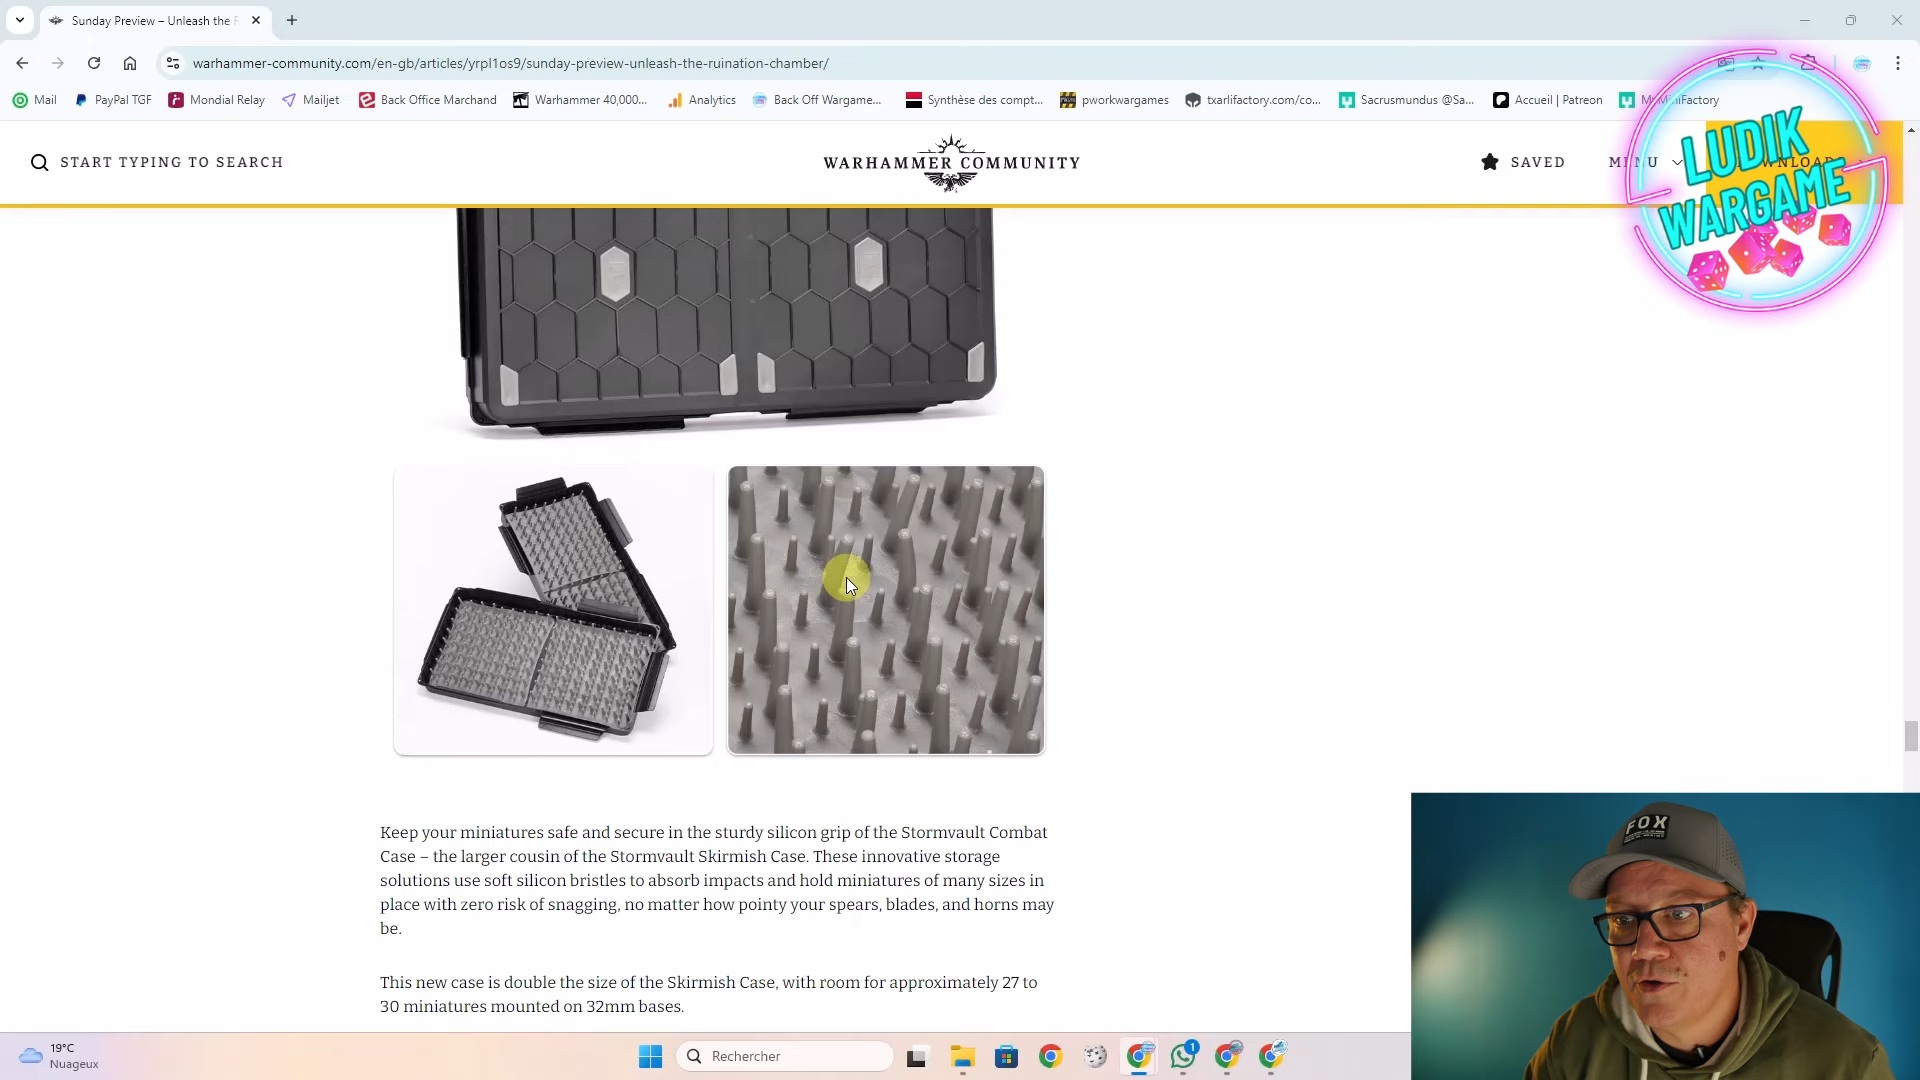 Sunday Preview – Unleash the R
warhammer-community.com/en-gb/articles/yrpl1os9/sunday-preview-unleash-the-ruination-chamber/
Mail
PayPal TGF
Mondial Relay
Mailjet
Back Office Marchand
Warhammer 40,000...
Analytics
Back Off Wargame...
Synthèse des compt...
pworkwargames
txarlifactory.com/co...
Sacrusmundus @Sa...
Accueil | Patreon
MyMiniFactory
START TYPING TO SEARCH
WARHAMMER COMMUNITY
SAVED
MENU
DOWNLOADS
LUDIK
WARGAME
Keep your miniatures safe and secure in the sturdy silicon grip of the Stormvault Combat
Case – the larger cousin of the Stormvault Skirmish Case. These innovative storage
solutions use soft silicon bristles to absorb impacts and hold miniatures of many sizes in
place with zero risk of snagging, no matter how pointy your spears, blades, and horns may
be.
This new case is double the size of the Skirmish Case, with room for approximately 27 to
30 miniatures mounted on 32mm bases.
FOX
19°C
Nuageux
Rechercher
1